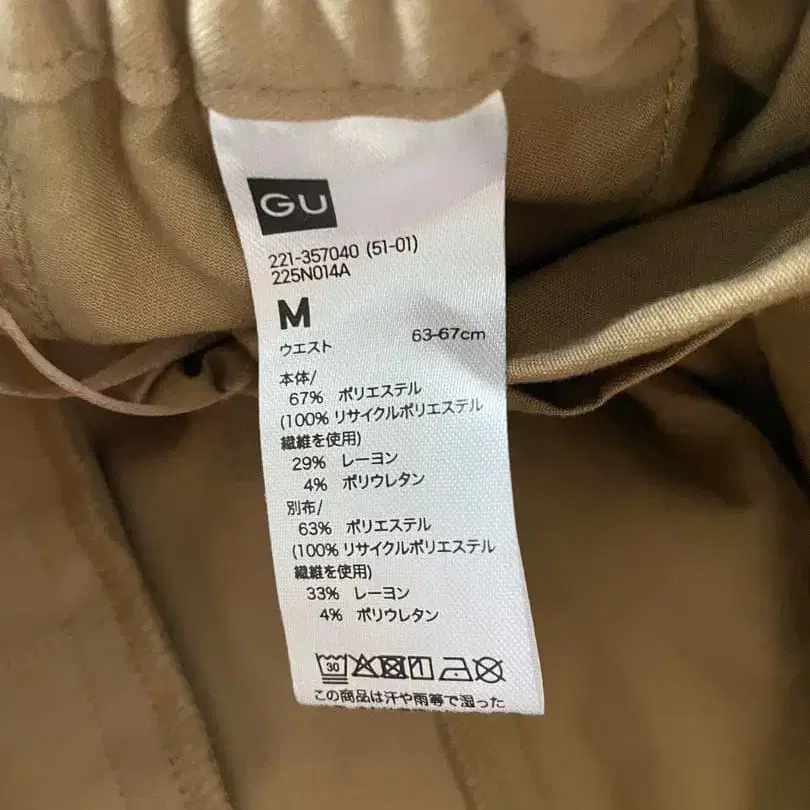 GU
221-357040 (51-01)
225N014A
M
ウエスト 63-67cm
本体/
67% ポリエステル
(100% リサイクルポリエステル
繊維を使用)
29% レーヨン
4% ポリウレタン
別布/
63% ポリエステル
(100% リサイクルポリエステル
繊維を使用)
33% レーヨン
4% ポリウレタン
30
この商品は汗や雨等で湿った